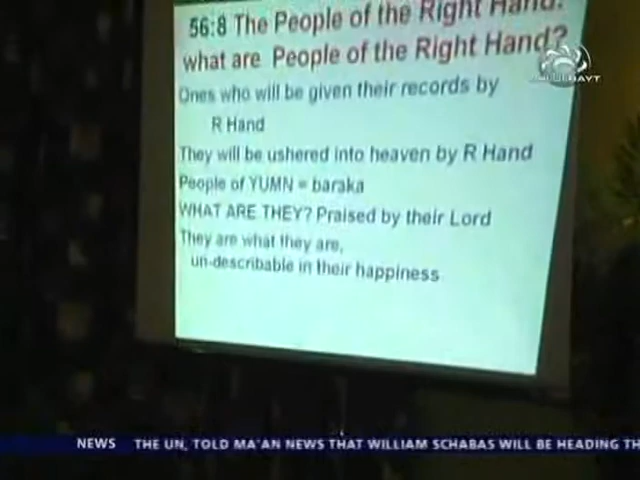 56:8 The People of the Right Hand:
what are People of the Right Hand?
Ones who will be given their records by
R Hand
They will be ushered into heaven by R Hand
People of YUMN = baraka
WHAT ARE THEY? Praised by their Lord
They are what they are,
un-describable in their happiness
NEWS THE UN, TOLD MA'AN NEWS THAT WILLIAM SCHABAS WILL BE HEADING TH